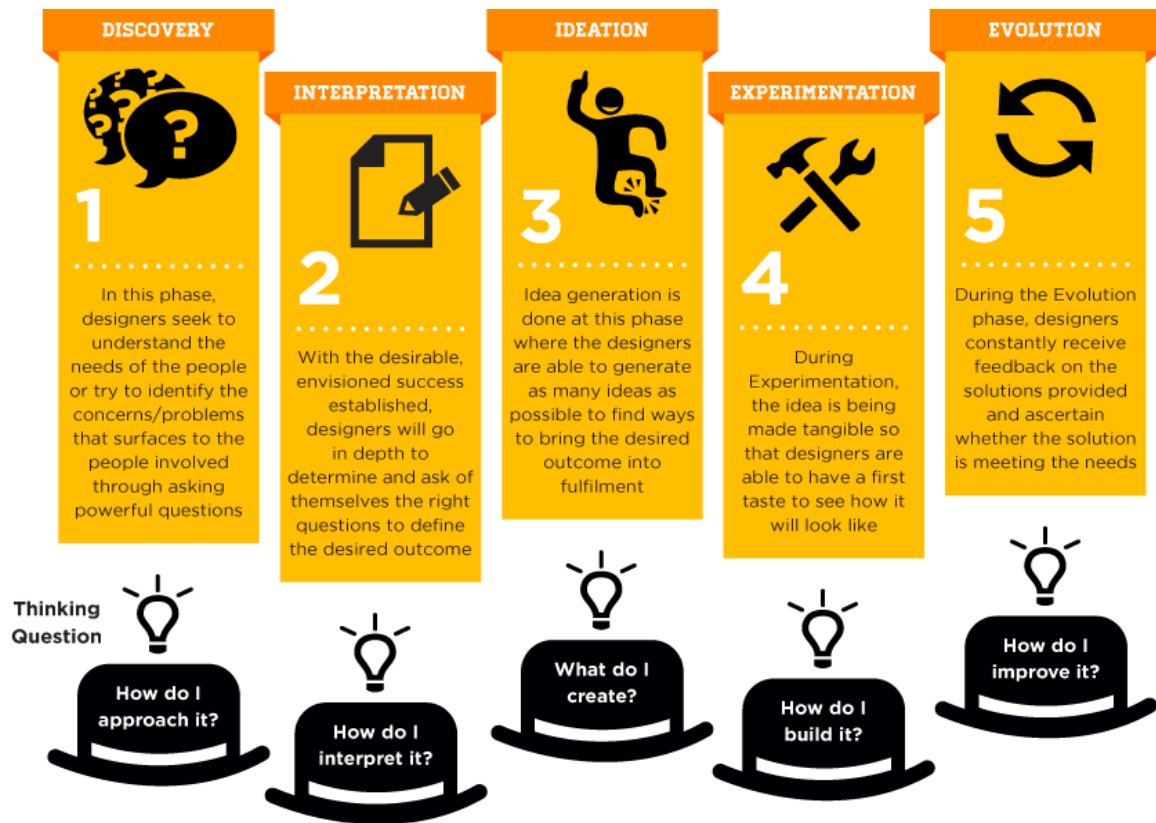 DISCOVERY
1
In this phase,
designers seek to
understand the
needs of the people
or try to identify the
concerns/problems
that surfaces to the
people involved
through asking
powerful questions
INTERPRETATION
2
With the desirable,
envisioned success
established,
designers will go
in depth to
determine and ask of
themselves the right
questions to define
the desired outcome
IDEATION
3
Idea generation is
done at this phase
where the designers
are able to generate
as many ideas as
possible to find ways
to bring the desired
outcome into
fulfilment
EXPERIMENTATION
4
During
Experimentation,
the idea is being
made tangible so
that designers are
able to have a first
taste to see how it
will look like
EVOLUTION
5
During the Evolution
phase, designers
constantly receive
feedback on the
solutions provided
and ascertain
whether the solution
is meeting the needs
Thinking
Question
How do I
approach it?
How do I
interpret it?
What do I
create?
How do I
build it?
How do I
improve it?